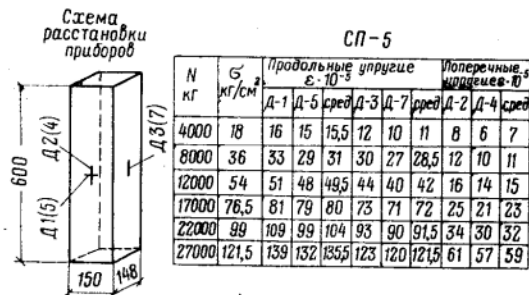 Схема
расстановки
приборов
600
Д2(4)
Д1(5)
Д3(7)
150
148
СП-5
N кг
σ кг/см²
Продольные упругие ε·10⁻⁵
Поперечные упругие·10⁻⁵
Д-1 Д-5 сред Д-3 Д-7 сред Д-2 Д-4 сред
4000 18 16 15 15,5 12 10 11 8 6 7
8000 36 33 29 31 30 27 28,5 12 10 11
12000 54 51 48 49,5 44 40 42 16 14 15
17000 76,5 81 79 80 73 71 72 25 21 23
22000 99 109 99 104 93 90 91,5 34 30 32
27000 121,5 139 132 135,5 123 120 121,5 61 57 59